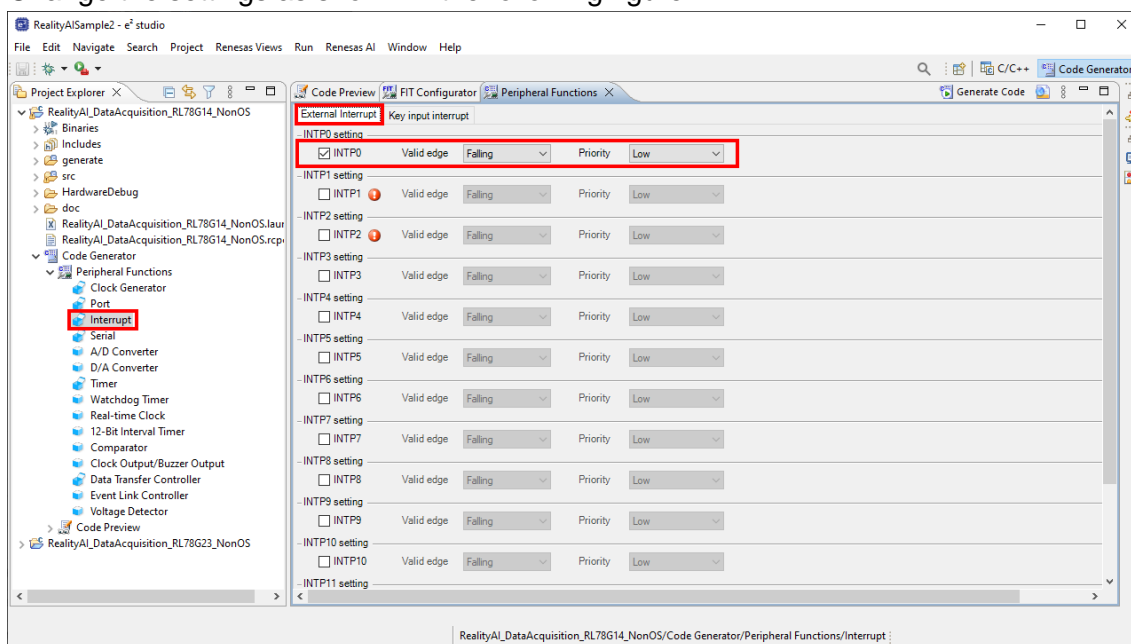 RealityAISample2 - e² studio
File Edit Navigate Search Project Renesas Views Run Renesas AI Window Help
C/C++ Code Generator
Project Explorer
Code Preview FIT Configurator Peripheral Functions Generate Code
RealityAI_DataAcquisition_RL78G14_NonOS
Binaries
Includes
generate
src
HardwareDebug
doc
RealityAI_DataAcquisition_RL78G14_NonOS.laun
RealityAI_DataAcquisition_RL78G14_NonOS.rcp
Code Generator
Peripheral Functions
Clock Generator
Port
Interrupt
Serial
A/D Converter
D/A Converter
Timer
Watchdog Timer
Real-time Clock
12-Bit Interval Timer
Comparator
Clock Output/Buzzer Output
Data Transfer Controller
Event Link Controller
Voltage Detector
Code Preview
RealityAI_DataAcquisition_RL78G23_NonOS
External Interrupt Key input interrupt
INTP0 setting
INTP0 Valid edge Falling Priority Low
INTP1 setting
INTP1 Valid edge Falling Priority Low
INTP2 setting
INTP2 Valid edge Falling Priority Low
INTP3 setting
INTP3 Valid edge Falling Priority Low
INTP4 setting
INTP4 Valid edge Falling Priority Low
INTP5 setting
INTP5 Valid edge Falling Priority Low
INTP6 setting
INTP6 Valid edge Falling Priority Low
INTP7 setting
INTP7 Valid edge Falling Priority Low
INTP8 setting
INTP8 Valid edge Falling Priority Low
INTP9 setting
INTP9 Valid edge Falling Priority Low
INTP10 setting
INTP10 Valid edge Falling Priority Low
INTP11 setting
RealityAI_DataAcquisition_RL78G14_NonOS/Code Generator/Peripheral Functions/Interrupt